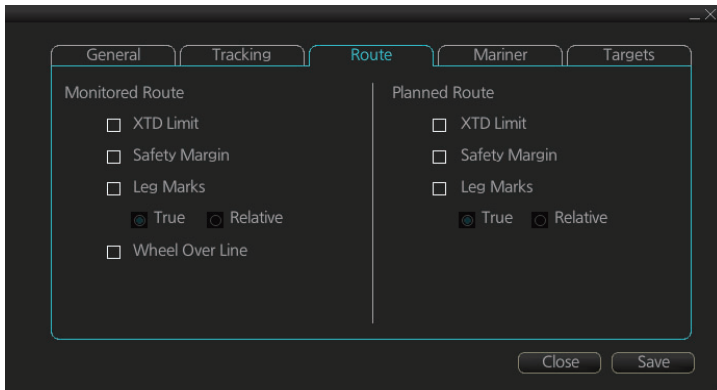 General Tracking Route Mariner Targets
Monitored Route
XTD Limit
Safety Margin
Leg Marks
True Relative
Wheel Over Line
Planned Route
XTD Limit
Safety Margin
Leg Marks
True Relative
Close Save